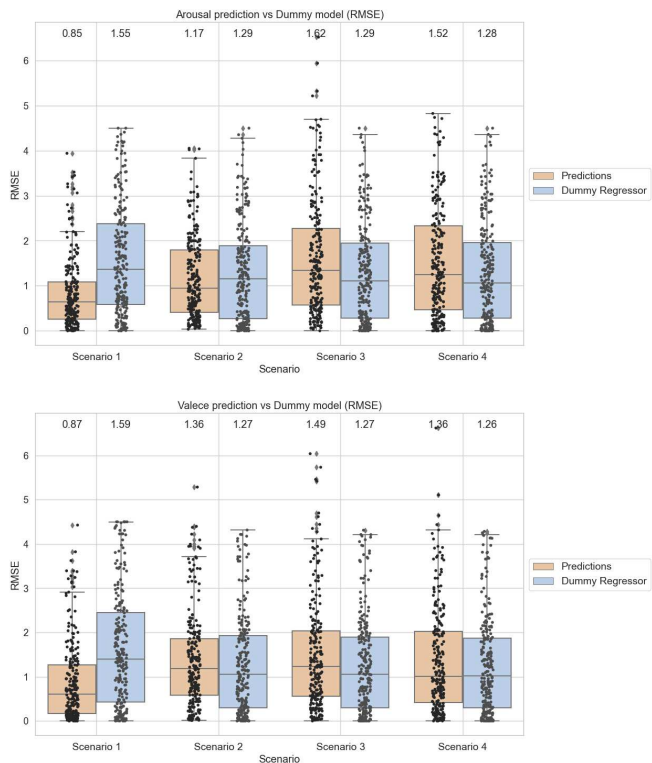 Arousal prediction vs Dummy model (RMSE)
0.85 1.55 1.17 1.29 1.62 1.29 1.52 1.28
6
5
4
3
2
1
0
RMSE
Scenario 1 Scenario 2 Scenario 3 Scenario 4
Scenario
Predictions
Dummy Regressor
Valece prediction vs Dummy model (RMSE)
0.87 1.59 1.36 1.27 1.49 1.27 1.36 1.26
6
5
4
3
2
1
0
RMSE
Scenario 1 Scenario 2 Scenario 3 Scenario 4
Scenario
Predictions
Dummy Regressor